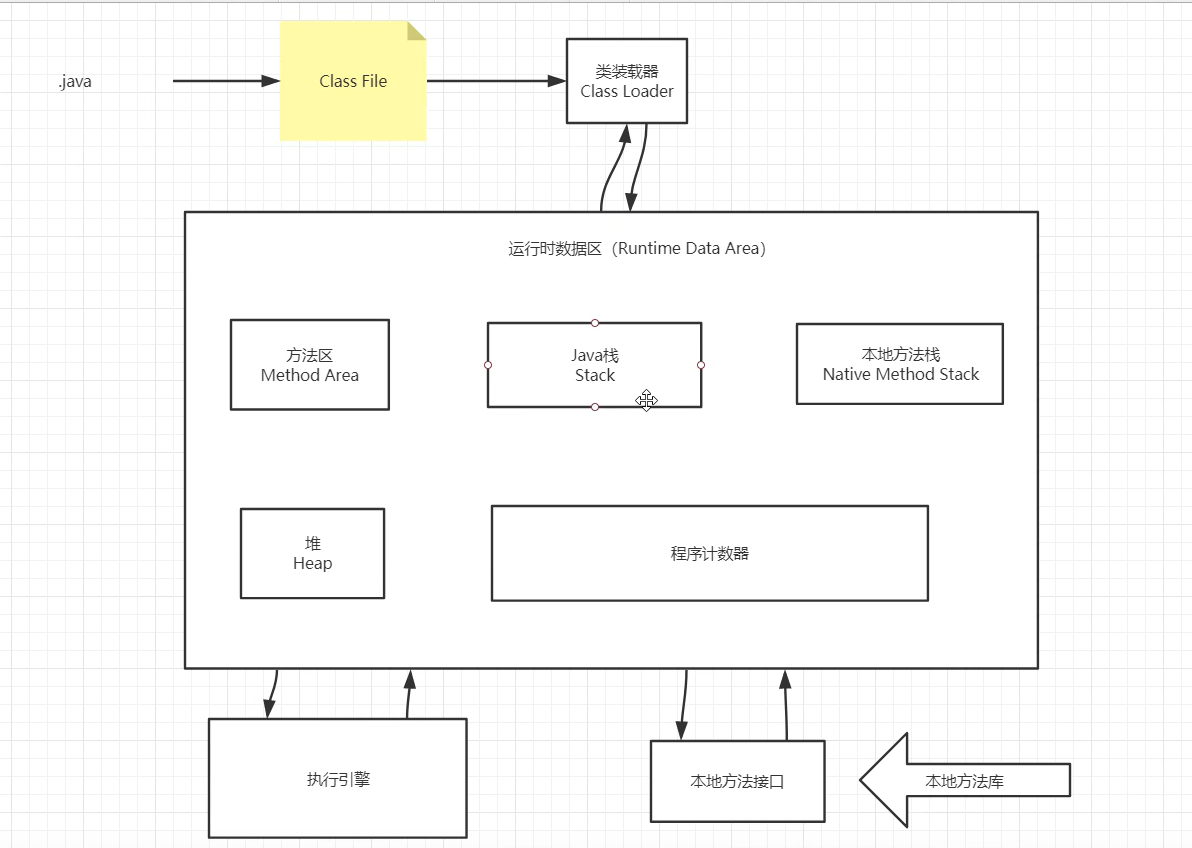 .java
Class File
类装载器
Class Loader
运行时数据区（Runtime Data Area）
方法区
Method Area
Java栈
Stack
本地方法栈
Native Method Stack
堆
Heap
程序计数器
执行引擎
本地方法接口
本地方法库